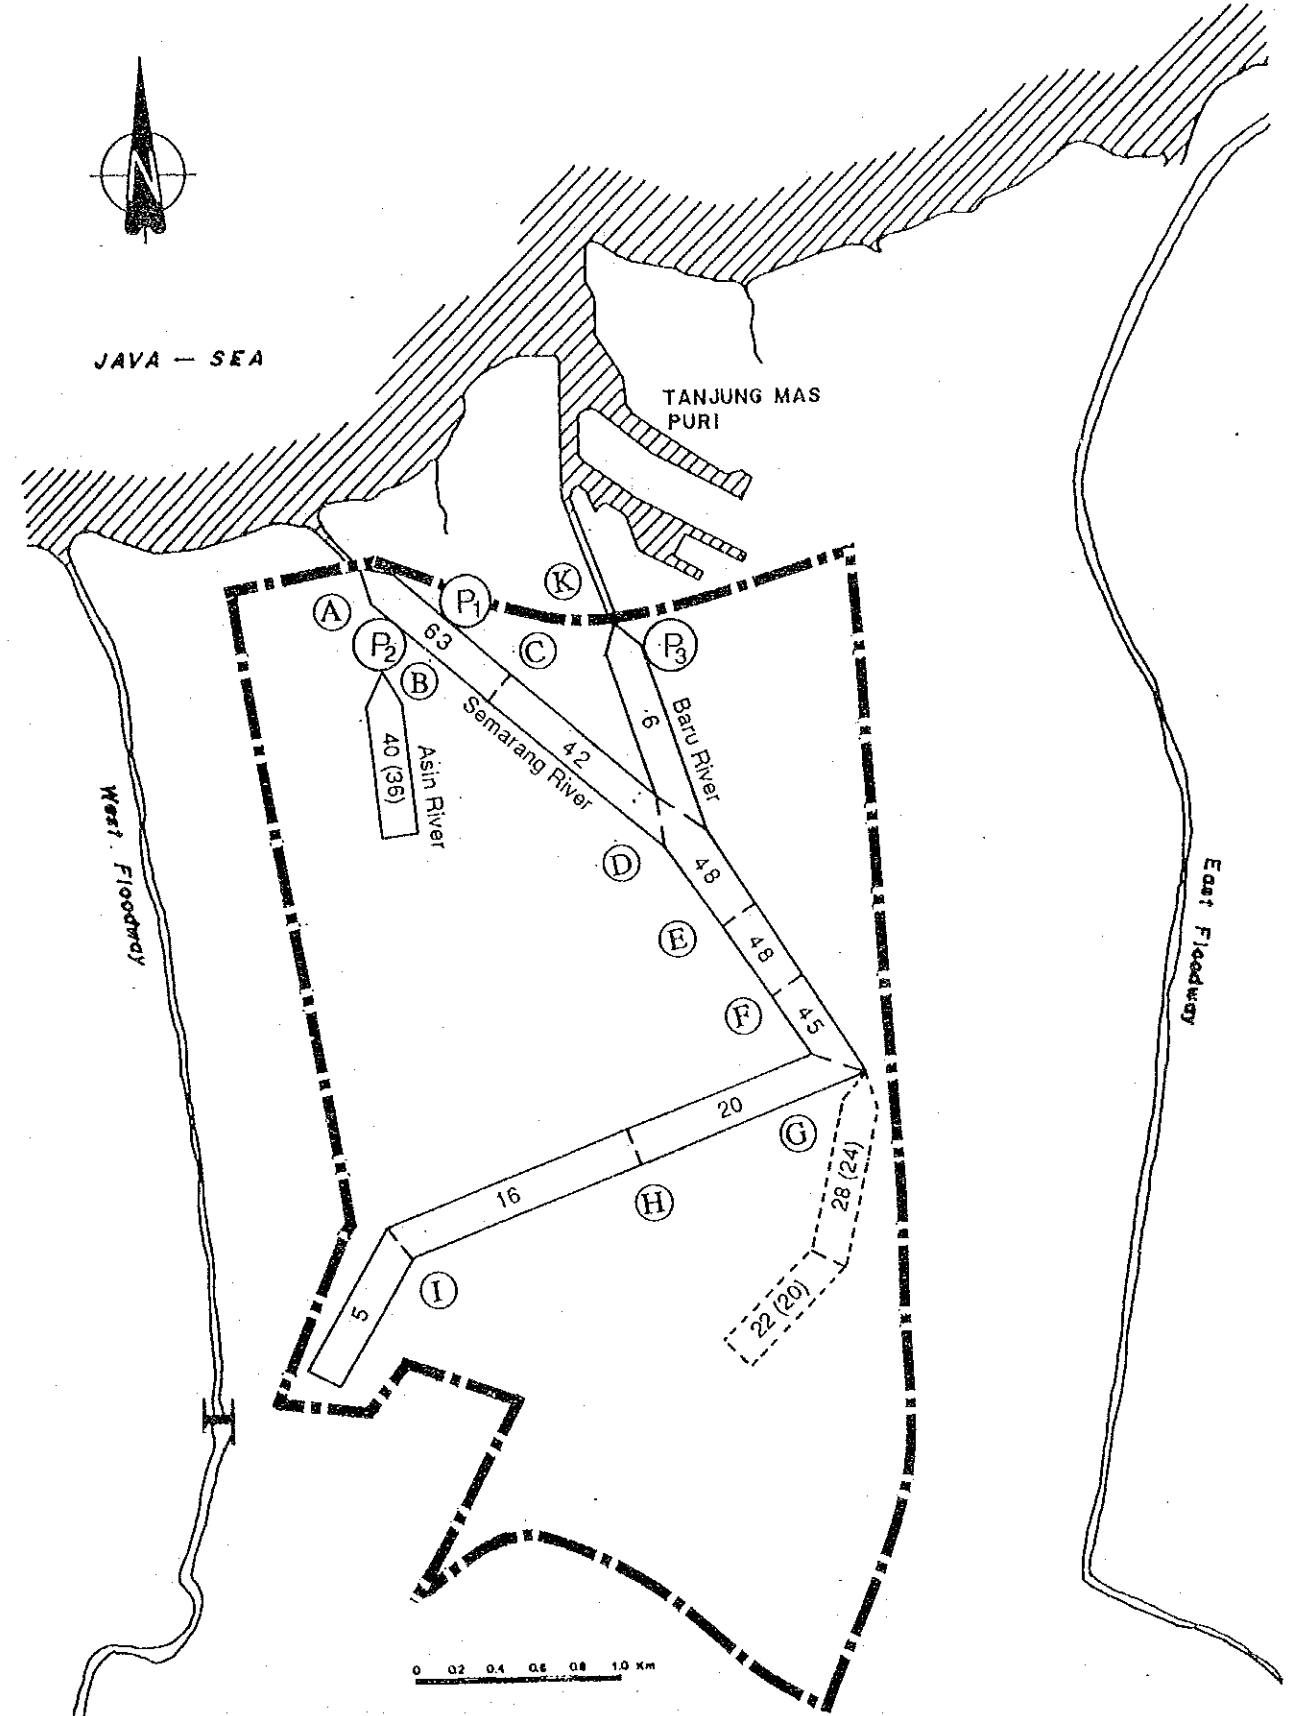 N
JAVA — SEA
TANJUNG MAS
PURI
K
A
P1
63
C
P2
B
P3
6
Baru River
Semarang River
42
40 (36)
Asin River
West. Floodway
D
48
East Floodway
E
48
F
45
20
G
28 (24)
16
H
I
5
22 (20)
0 0.2 0.4 0.6 0.8 1.0 Km